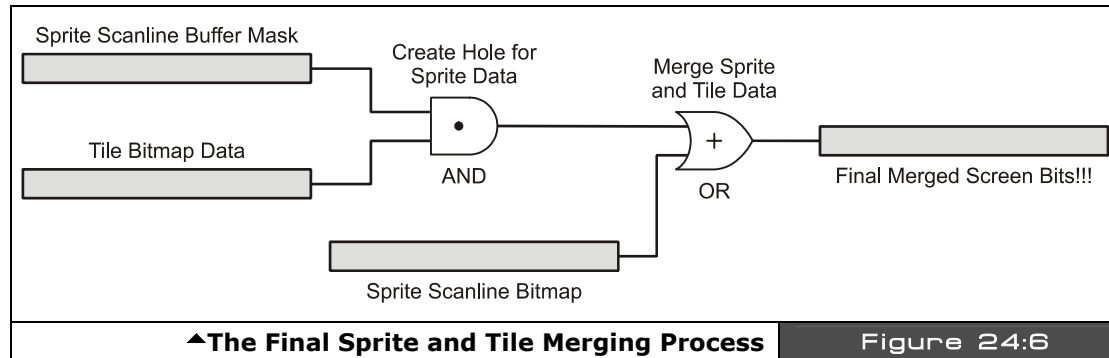 Sprite Scanline Buffer Mask
Create Hole for
Sprite Data
Merge Sprite
and Tile Data
Tile Bitmap Data
•
AND
+
OR
Final Merged Screen Bits!!!
Sprite Scanline Bitmap
The Final Sprite and Tile Merging Process
Figure 24:6